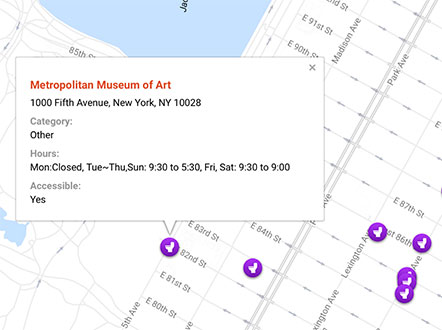 Jac
E 91st St
E 90th St
Madison Ave
Park Ave
85th St
×
Metropolitan Museum of Art
1000 Fifth Avenue, New York, NY 10028
Category:
Other
Hours:
Mon:Closed, Tue~Thu,Sun: 9:30 to 5:30, Fri, Sat: 9:30 to 9:00
Accessible:
Yes
E 87th St
E 83rd St
E 84th St
ast 86th St
Lexington Ave
82nd St
E 81st St
E 80th St
5th Ave
Park Ave
Ave